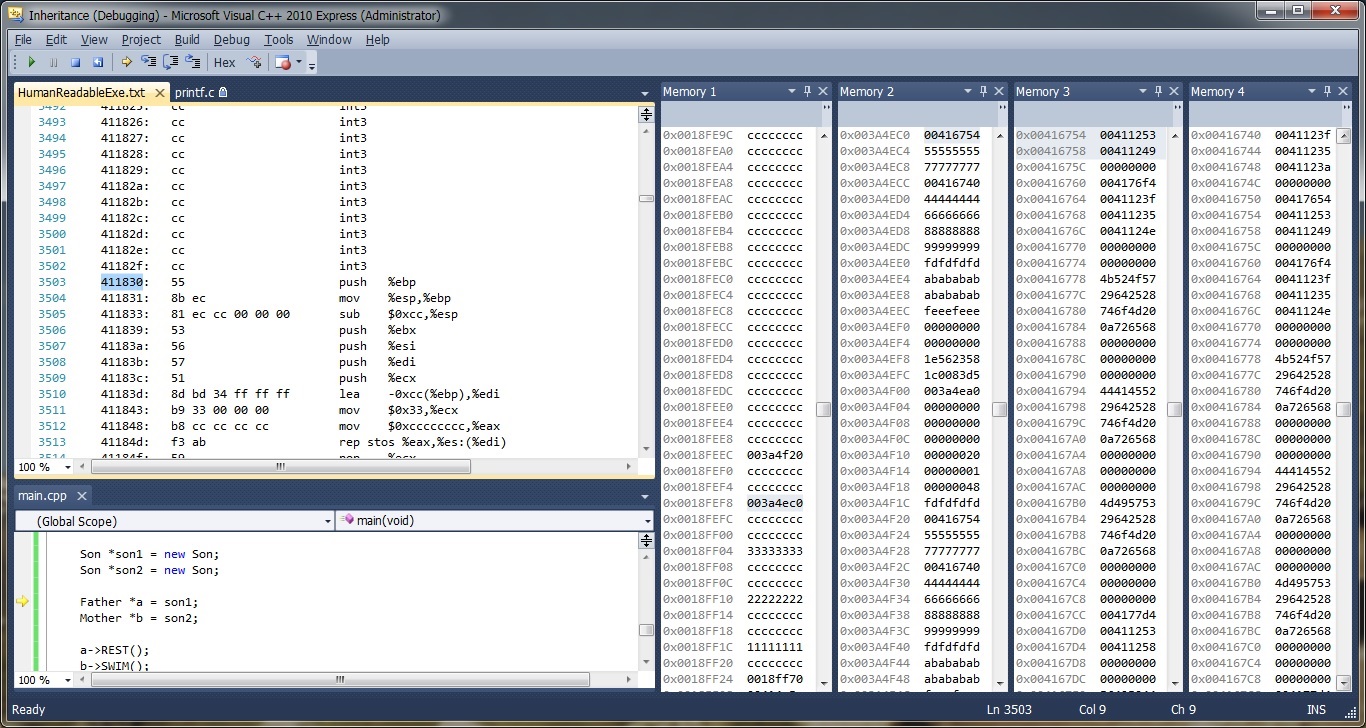 Inheritance (Debugging) - Microsoft Visual C++ 2010 Express (Administrator)
File Edit View Project Build Debug Tools Window Help
Hex
HumanReadableExe.txt printf.c
3492 411825: cc int3
3493 411826: cc int3
3494 411827: cc int3
3495 411828: cc int3
3496 411829: cc int3
3497 41182a: cc int3
3498 41182b: cc int3
3499 41182c: cc int3
3500 41182d: cc int3
3501 41182e: cc int3
3502 41182f: cc int3
3503 411830: 55 push %ebp
3504 411831: 8b ec mov %esp,%ebp
3505 411833: 81 ec cc 00 00 00 sub $0xcc,%esp
3506 411839: 53 push %ebx
3507 41183a: 56 push %esi
3508 41183b: 57 push %edi
3509 41183c: 51 push %ecx
3510 41183d: 8d bd 34 ff ff ff lea -0xcc(%ebp),%edi
3511 411843: b9 33 00 00 00 mov $0x33,%ecx
3512 411848: b8 cc cc cc cc mov $0xcccccccc,%eax
3513 41184d: f3 ab rep stos %eax,%es:(%edi)
3514 41184f: 59 pop %ecx
100 %
main.cpp
(Global Scope) main(void)
Son *son1 = new Son;
Son *son2 = new Son;
Father *a = son1;
Mother *b = son2;
a->REST();
b->SWIM();
100 %
Memory 1
0x0018FE9C cccccccc
0x0018FEA0 cccccccc
0x0018FEA4 cccccccc
0x0018FEA8 cccccccc
0x0018FEAC cccccccc
0x0018FEB0 cccccccc
0x0018FEB4 cccccccc
0x0018FEB8 cccccccc
0x0018FEBC cccccccc
0x0018FEC0 cccccccc
0x0018FEC4 cccccccc
0x0018FEC8 cccccccc
0x0018FECC cccccccc
0x0018FED0 cccccccc
0x0018FED4 cccccccc
0x0018FED8 cccccccc
0x0018FEDC cccccccc
0x0018FEE0 cccccccc
0x0018FEE4 cccccccc
0x0018FEE8 cccccccc
0x0018FEEC 003a4f20
0x0018FEF0 cccccccc
0x0018FEF4 cccccccc
0x0018FEF8 003a4ec0
0x0018FEFC cccccccc
0x0018FF00 cccccccc
0x0018FF04 33333333
0x0018FF08 cccccccc
0x0018FF0C cccccccc
0x0018FF10 22222222
0x0018FF14 cccccccc
0x0018FF18 cccccccc
0x0018FF1C 11111111
0x0018FF20 cccccccc
0x0018FF24 0018ff70
Memory 2
0x003A4EC0 00416754
0x003A4EC4 55555555
0x003A4EC8 77777777
0x003A4ECC 00416740
0x003A4ED0 44444444
0x003A4ED4 66666666
0x003A4ED8 88888888
0x003A4EDC 99999999
0x003A4EE0 fdfdfdfd
0x003A4EE4 abababab
0x003A4EE8 abababab
0x003A4EEC feeefeee
0x003A4EF0 00000000
0x003A4EF4 00000000
0x003A4EF8 1e562358
0x003A4EFC 1c0083d5
0x003A4F00 003a4ea0
0x003A4F04 00000000
0x003A4F08 00000000
0x003A4F0C 00000000
0x003A4F10 00000020
0x003A4F14 00000001
0x003A4F18 00000048
0x003A4F1C fdfdfdfd
0x003A4F20 00416754
0x003A4F24 55555555
0x003A4F28 77777777
0x003A4F2C 00416740
0x003A4F30 44444444
0x003A4F34 66666666
0x003A4F38 88888888
0x003A4F3C 99999999
0x003A4F40 fdfdfdfd
0x003A4F44 abababab
0x003A4F48 abababab
Memory 3
0x00416754 00411253
0x00416758 00411249
0x0041675C 00000000
0x00416760 004176f4
0x00416764 0041123f
0x00416768 00411235
0x0041676C 0041124e
0x00416770 00000000
0x00416774 00000000
0x00416778 4b524f57
0x0041677C 29642528
0x00416780 746f4d20
0x00416784 0a726568
0x00416788 00000000
0x0041678C 00000000
0x00416790 00000000
0x00416794 44414552
0x00416798 29642528
0x0041679C 746f4d20
0x004167A0 0a726568
0x004167A4 00000000
0x004167A8 00000000
0x004167AC 00000000
0x004167B0 4d495753
0x004167B4 29642528
0x004167B8 746f4d20
0x004167BC 0a726568
0x004167C0 00000000
0x004167C4 00000000
0x004167C8 00000000
0x004167CC 004177d4
0x004167D0 00411253
0x004167D4 00411258
0x004167D8 00000000
0x004167DC 00000000
Memory 4
0x00416740 0041123f
0x00416744 00411235
0x00416748 0041123a
0x0041674C 00000000
0x00416750 00417654
0x00416754 00411253
0x00416758 00411249
0x0041675C 00000000
0x00416760 004176f4
0x00416764 0041123f
0x00416768 00411235
0x0041676C 0041124e
0x00416770 00000000
0x00416774 00000000
0x00416778 4b524f57
0x0041677C 29642528
0x00416780 746f4d20
0x00416784 0a726568
0x00416788 00000000
0x0041678C 00000000
0x00416790 00000000
0x00416794 44414552
0x00416798 29642528
0x0041679C 746f4d20
0x004167A0 0a726568
0x004167A8 00000000
0x004167AC 00000000
0x004167B0 4d495753
0x004167B4 29642528
0x004167B8 746f4d20
0x004167BC 0a726568
0x004167C0 00000000
0x004167C4 00000000
0x004167C8 00000000
Ready Ln 3503 Col 9 Ch 9 INS